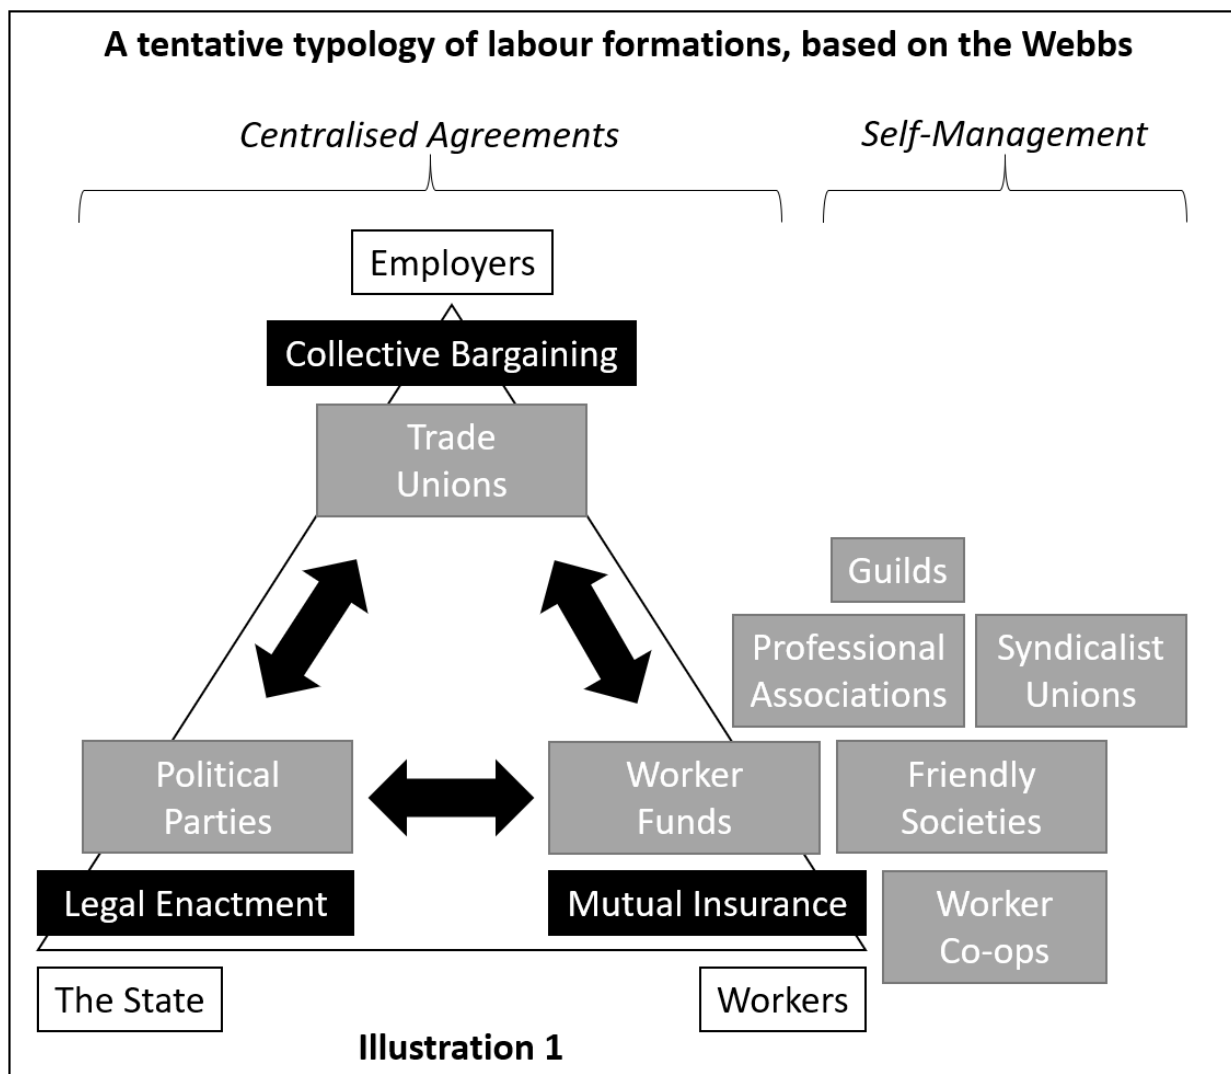 A tentative typology of labour formations, based on the Webbs
Centralised Agreements
Self-Management
Employers
Collective Bargaining
Trade
Unions
Guilds
Professional
Associations
Syndicalist
Unions
Political
Parties
Worker
Funds
Friendly
Societies
Legal Enactment
Mutual Insurance
Worker
Co-ops
The State
Workers
Illustration 1